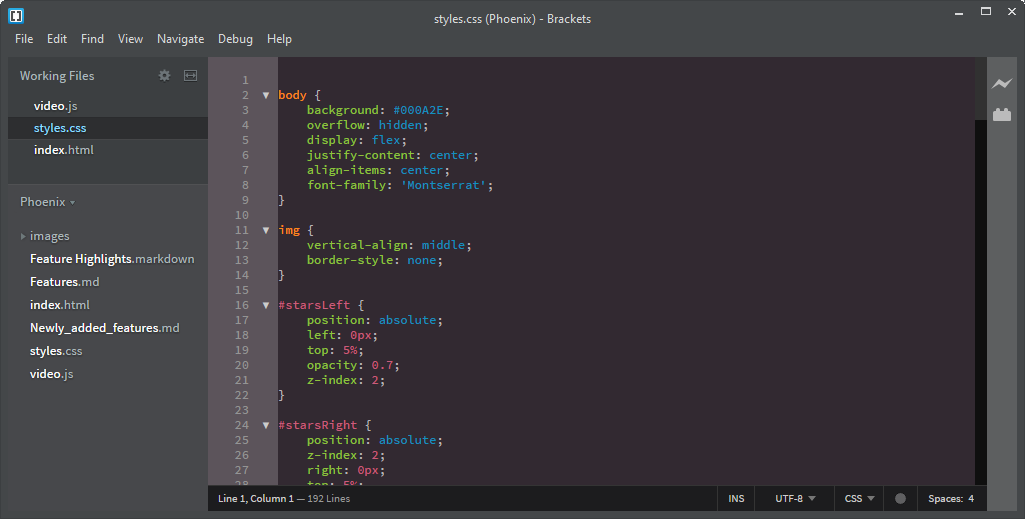 styles.css (Phoenix) - Brackets
File Edit Find View Navigate Debug Help
Working Files
video.js
styles.css
index.html
Phoenix
images
Feature Highlights.markdown
Features.md
index.html
Newly_added_features.md
styles.css
video.js
1
2 body {
3 background: #000A2E;
4 overflow: hidden;
5 display: flex;
6 justify-content: center;
7 align-items: center;
8 font-family: 'Montserrat';
9 }
10
11 img {
12 vertical-align: middle;
13 border-style: none;
14 }
15
16 #starsLeft {
17 position: absolute;
18 left: 0px;
19 top: 5%;
20 opacity: 0.7;
21 z-index: 2;
22 }
23
24 #starsRight {
25 position: absolute;
26 z-index: 2;
27 right: 0px;
28 top: 5%;
Line 1, Column 1 — 192 Lines INS UTF-8 CSS Spaces: 4